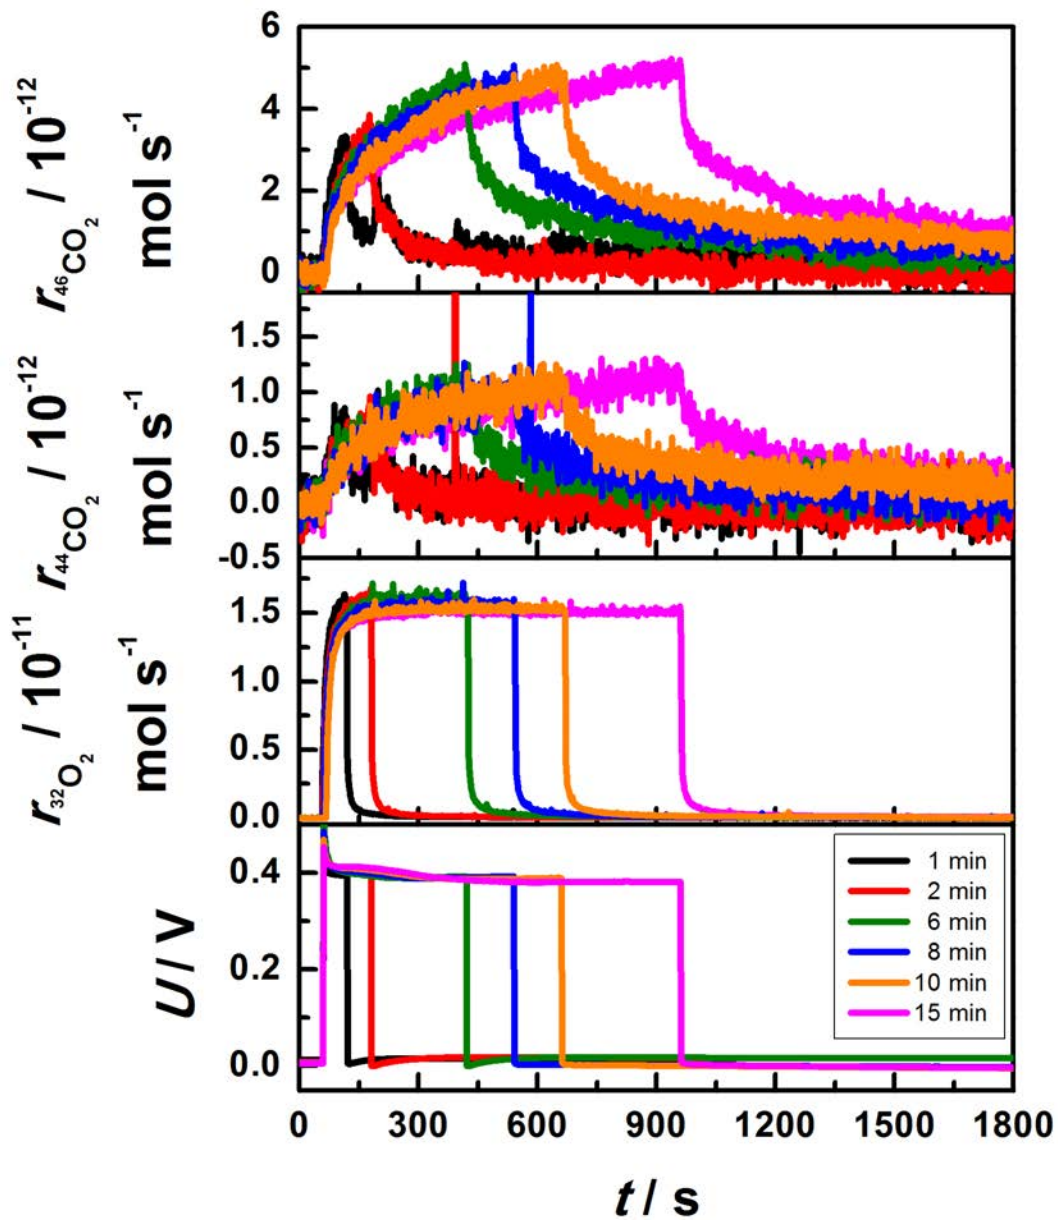 r46CO2 / 10^-12
mol s^-1
6
4
2
0
r44CO2 / 10^-12
mol s^-1
1.5
1.0
0.5
0.0
-0.5
r32O2 / 10^-11
mol s^-1
1.5
1.0
0.5
0.0
U / V
0.4
0.2
0.0
1 min
2 min
6 min
8 min
10 min
15 min
0 300 600 900 1200 1500 1800
t / s